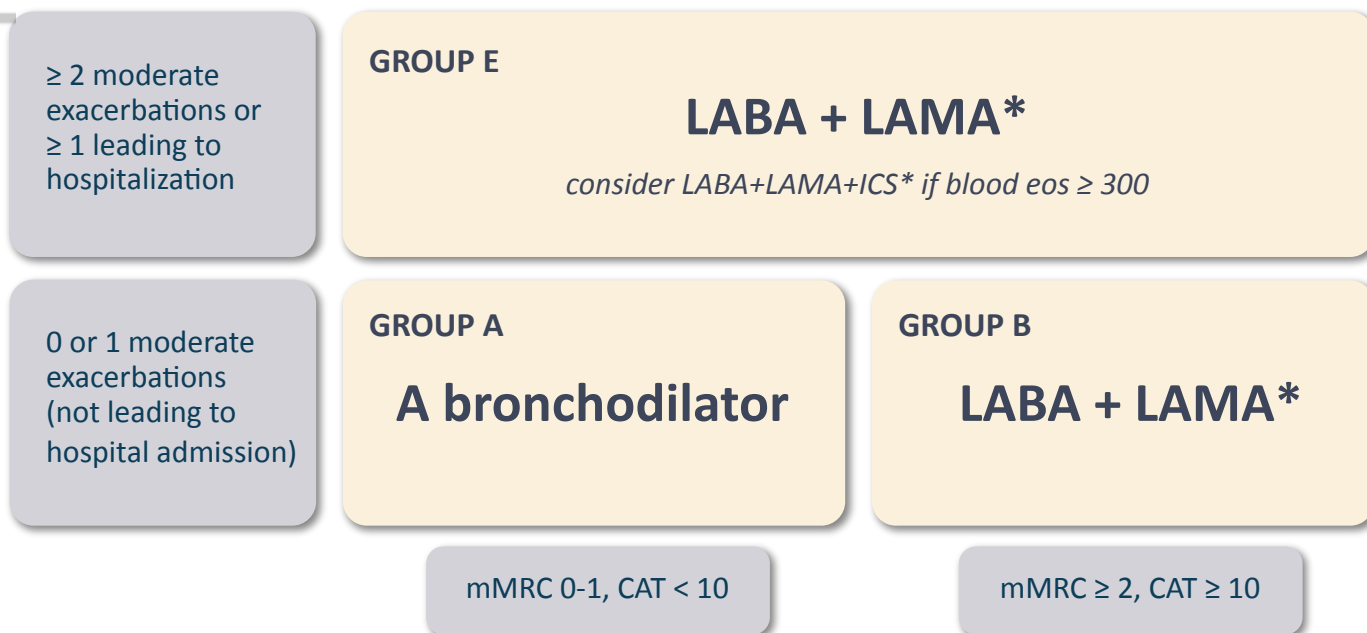 ≥ 2 moderate
exacerbations or
≥ 1 leading to
hospitalization
GROUP E
LABA + LAMA*
consider LABA+LAMA+ICS* if blood eos ≥ 300
0 or 1 moderate
exacerbations
(not leading to
hospital admission)
GROUP A
A bronchodilator
GROUP B
LABA + LAMA*
mMRC 0-1, CAT < 10
mMRC ≥ 2, CAT ≥ 10